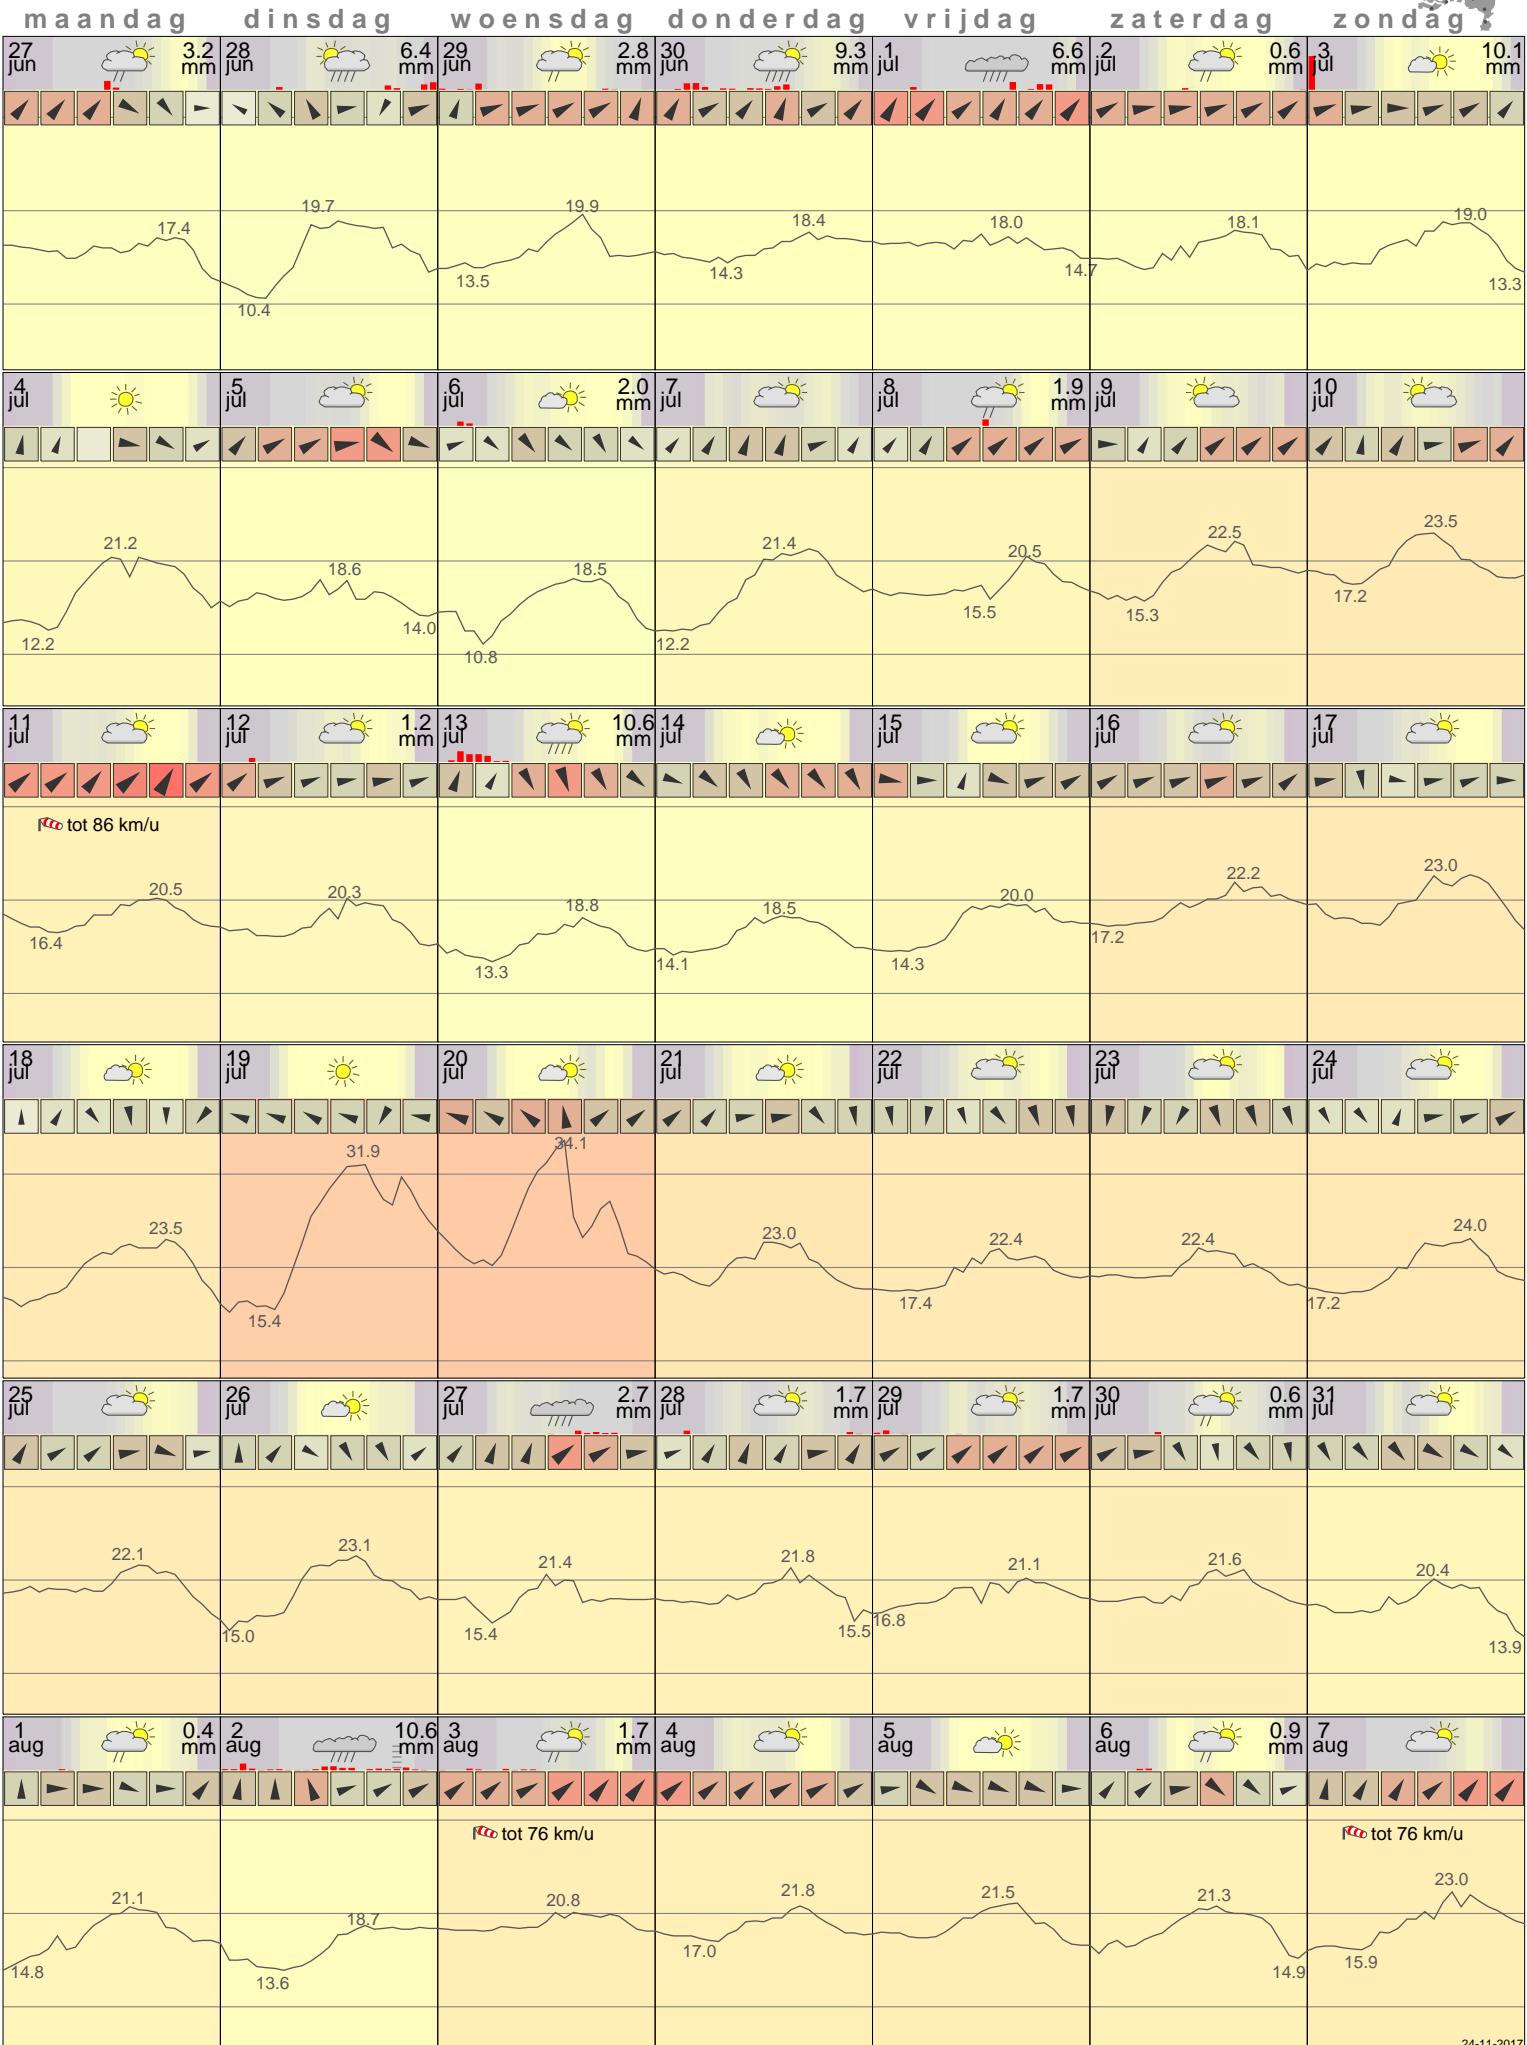 maandag dinsdag woensdag donderdag vrijdag zaterdag zondag
27 jun 3.2 mm 28 jun 6.4 mm 29 jun 2.8 mm 30 jun 9.3 mm 1 jul 6.6 mm 2 jul 0.6 mm 3 jul 10.1 mm
17.4 10.4 19.7 13.5 19.9 14.3 18.4 18.0 14.7 18.1 19.0 13.3
4 jul 5 jul 6 jul 2.0 mm 7 jul 8 jul 1.9 mm 9 jul 10 jul
12.2 21.2 18.6 14.0 10.8 18.5 12.2 21.4 15.5 20.5 15.3 22.5 17.2 23.5
11 jul 12 jul 1.2 mm 13 jul 10.6 mm 14 jul 15 jul 16 jul 17 jul
tot 86 km/u
16.4 20.5 20.3 13.3 18.8 14.1 18.5 14.3 20.0 17.2 22.2 23.0
18 jul 19 jul 20 jul 21 jul 22 jul 23 jul 24 jul
23.5 15.4 31.9 34.1 23.0 17.4 22.4 22.4 17.2 24.0
25 jul 26 jul 27 jul 2.7 mm 28 jul 1.7 mm 29 jul 1.7 mm 30 jul 0.6 mm 31 jul
22.1 15.0 23.1 15.4 21.4 21.8 15.5 16.8 21.1 21.6 20.4 13.9
1 aug 0.4 mm 2 aug 10.6 mm 3 aug 1.7 mm 4 aug 5 aug 6 aug 0.9 mm 7 aug
tot 76 km/u tot 76 km/u
14.8 21.1 13.6 18.7 20.8 17.0 21.8 21.5 21.3 14.9 15.9 23.0
24-11-2017